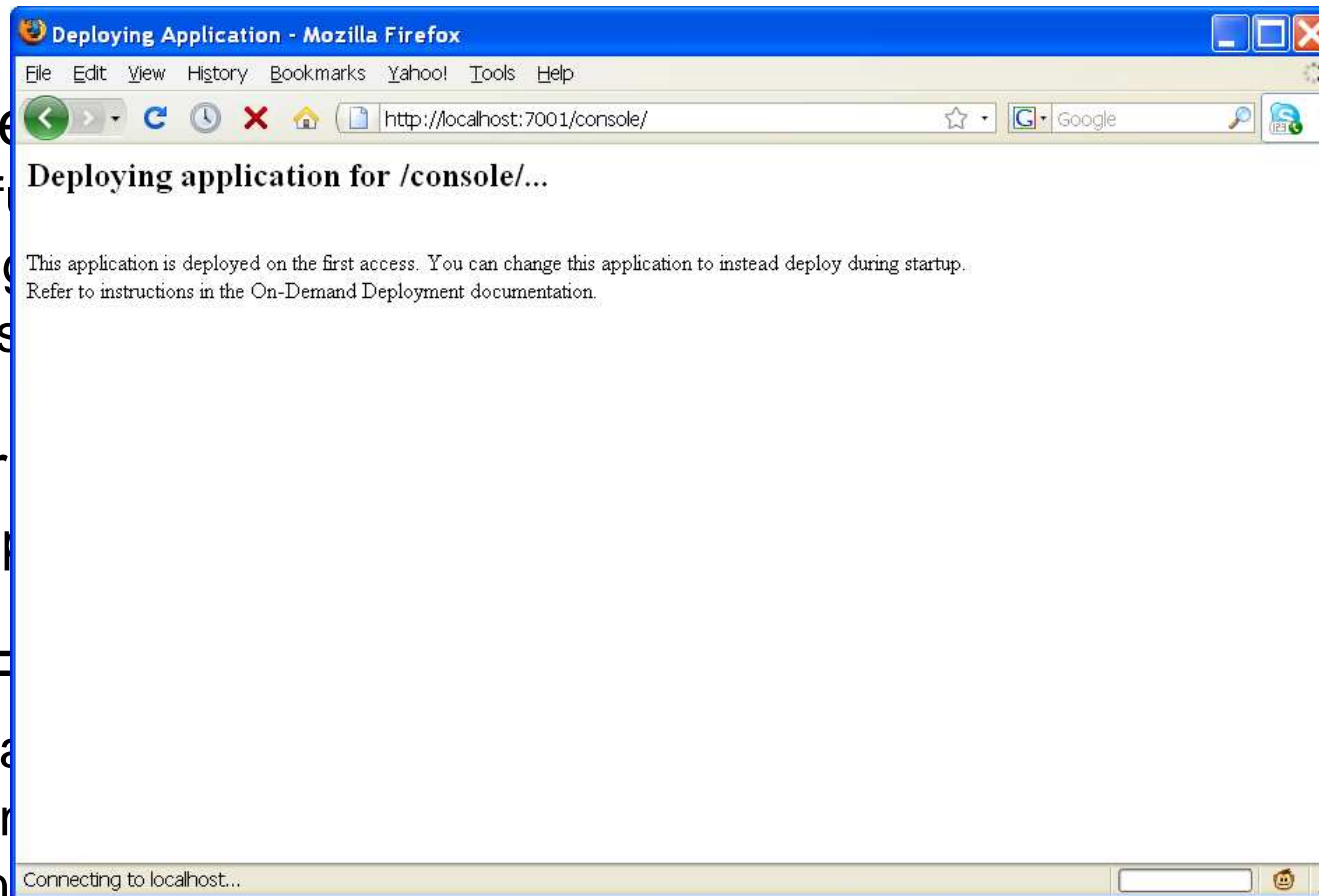 Deploying Application - Mozilla Firefox
File Edit View History Bookmarks Yahoo! Tools Help
http://localhost:7001/console/
G Google
123
Deploying application for /console/...
This application is deployed on the first access. You can change this application to instead deploy during startup.
Refer to instructions in the On-Demand Deployment documentation.
Connecting to localhost...